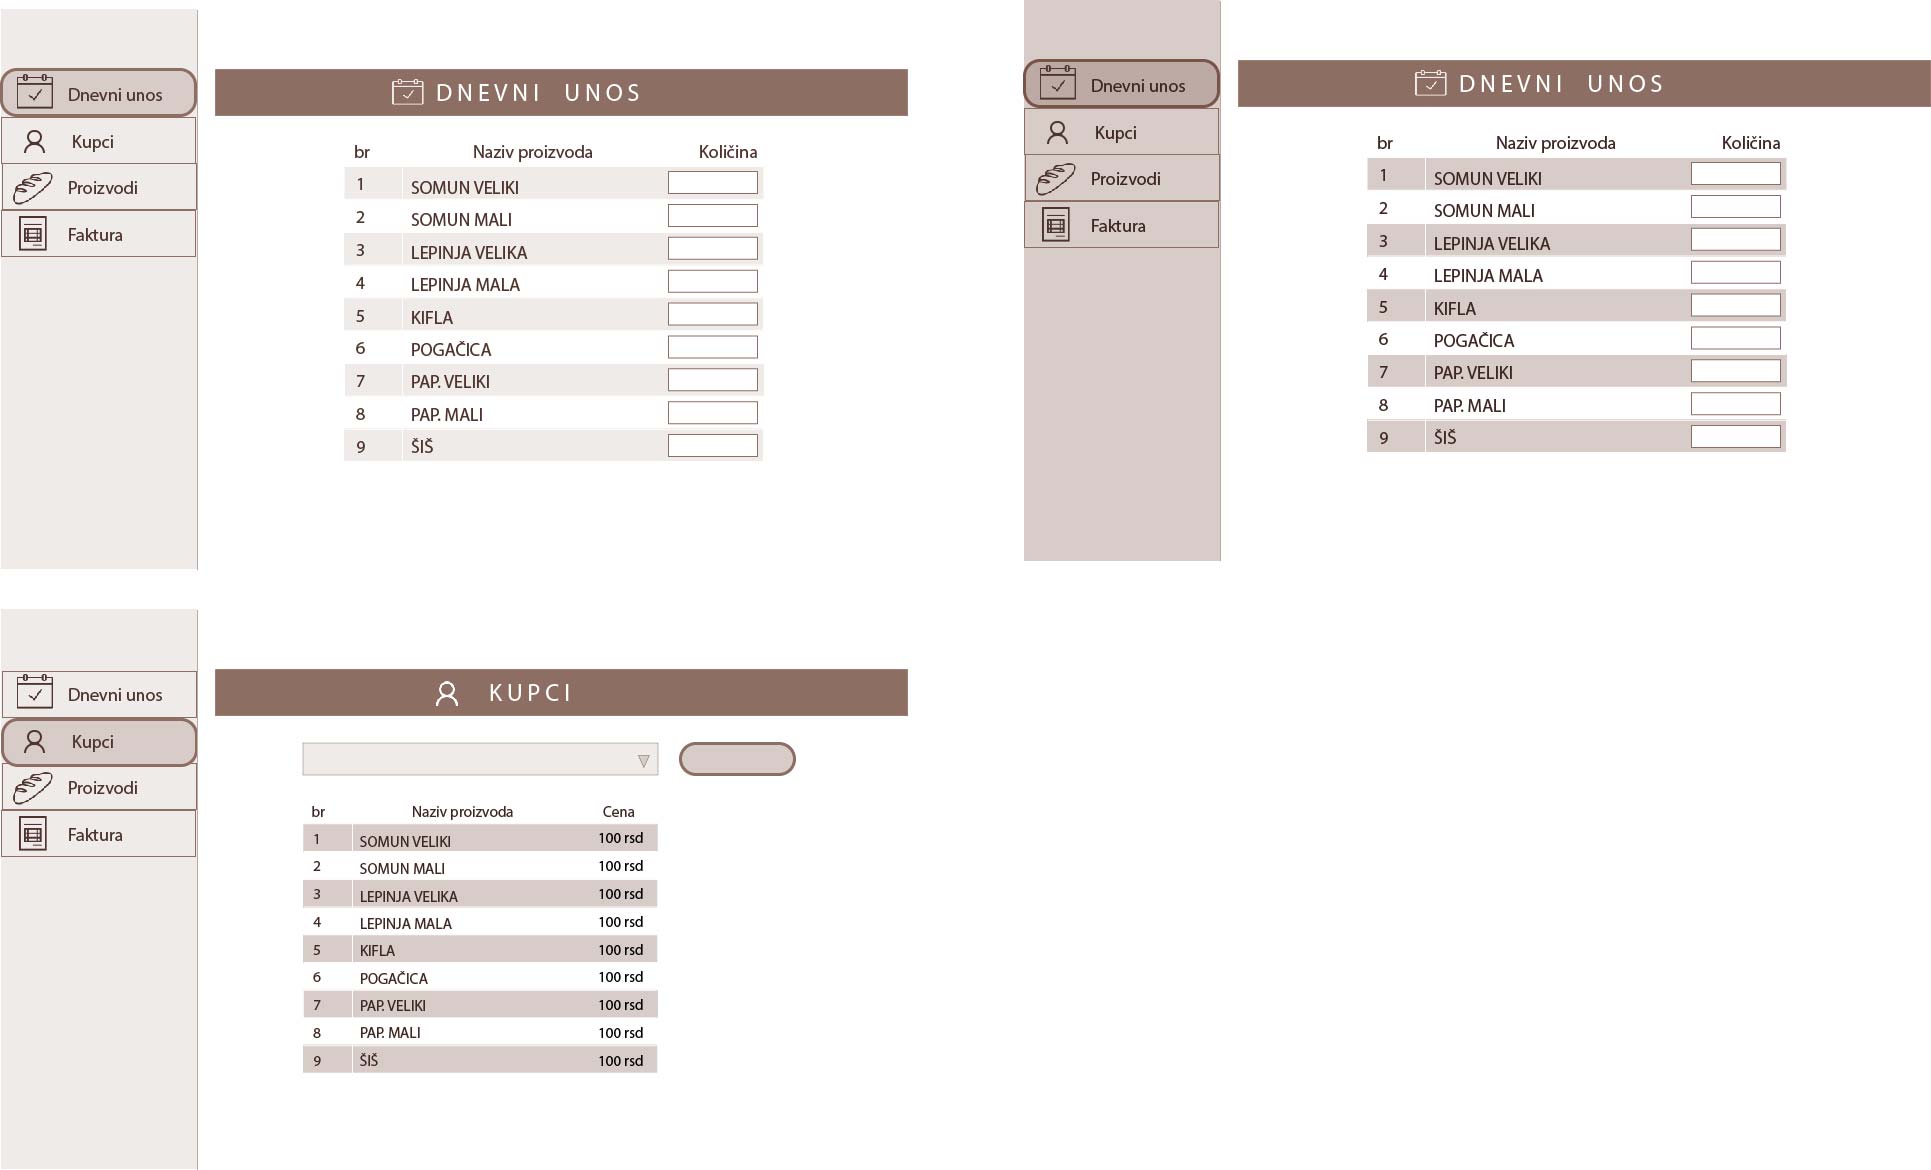 Dnevni unos
Kupci
Proizvodi
Faktura
DNEVNI UNOS
br Naziv proizvoda Količina
1 SOMUN VELIKI
2 SOMUN MALI
3 LEPINJA VELIKA
4 LEPINJA MALA
5 KIFLA
6 POGAČICA
7 PAP. VELIKI
8 PAP. MALI
9 ŠIŠ
Dnevni unos
Kupci
Proizvodi
Faktura
DNEVNI UNOS
br Naziv proizvoda Količina
1 SOMUN VELIKI
2 SOMUN MALI
3 LEPINJA VELIKA
4 LEPINJA MALA
5 KIFLA
6 POGAČICA
7 PAP. VELIKI
8 PAP. MALI
9 ŠIŠ
Dnevni unos
Kupci
Proizvodi
Faktura
KUPCI
br Naziv proizvoda Cena
1 SOMUN VELIKI 100 rsd
2 SOMUN MALI 100 rsd
3 LEPINJA VELIKA 100 rsd
4 LEPINJA MALA 100 rsd
5 KIFLA 100 rsd
6 POGAČICA 100 rsd
7 PAP. VELIKI 100 rsd
8 PAP. MALI 100 rsd
9 ŠIŠ 100 rsd